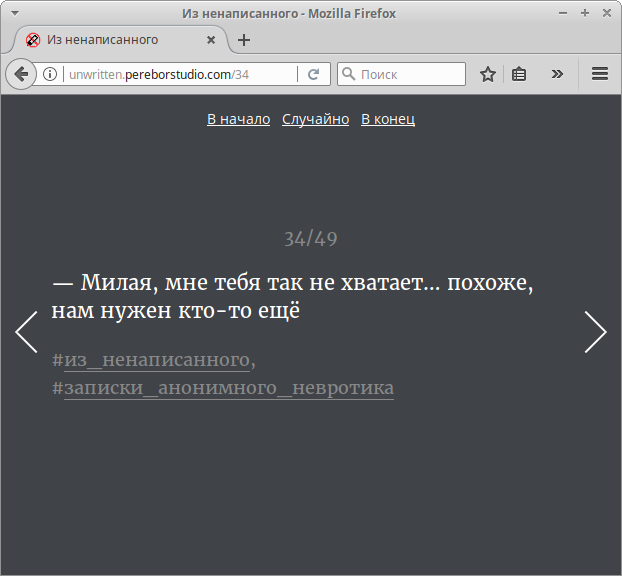 Из ненаписанного - Mozilla Firefox
Из ненаписанного
unwritten.pereborstudio.com/34
Поиск
В начало Случайно В конец
34/49
— Милая, мне тебя так не хватает... похоже,
нам нужен кто-то ещё
#из_ненаписанного,
#записки_анонимного_невротика